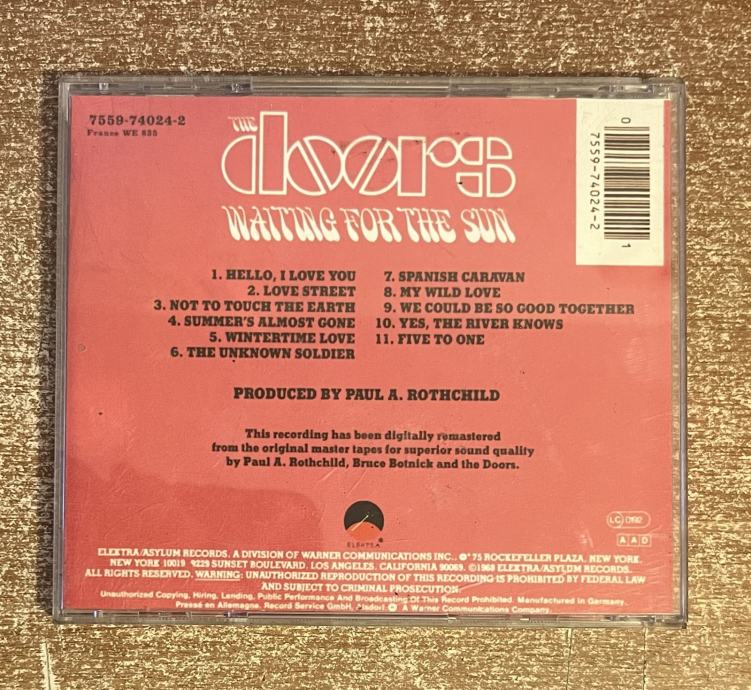 7559-74024-2
France WE 835
THE
doors
WAITING FOR THE SUN
0 7559-74024-2 1
1. HELLO, I LOVE YOU
2. LOVE STREET
3. NOT TO TOUCH THE EARTH
4. SUMMER'S ALMOST GONE
5. WINTERTIME LOVE
6. THE UNKNOWN SOLDIER
7. SPANISH CARAVAN
8. MY WILD LOVE
9. WE COULD BE SO GOOD TOGETHER
10. YES, THE RIVER KNOWS
11. FIVE TO ONE
PRODUCED BY PAUL A. ROTHCHILD
This recording has been digitally remastered
from the original master tapes for superior sound quality
by Paul A. Rothchild, Bruce Botnick and the Doors.
ELEKTRA
LC 0192
AAD
ELEKTRA/ASYLUM RECORDS. A DIVISION OF WARNER COMMUNICATIONS INC.. 75 ROCKEFELLER PLAZA. NEW YORK.
NEW YORK 10019 9229 SUNSET BOULEVARD. LOS ANGELES. CALIFORNIA 90069. ©1968 ELEKTRA/ASYLUM RECORDS.
ALL RIGHTS RESERVED. WARNING: UNAUTHORIZED REPRODUCTION OF THIS RECORDING IS PROHIBITED BY FEDERAL LAW
AND SUBJECT TO CRIMINAL PROSECUTION.
Unauthorized Copying, Hiring, Lending, Public Performance And Broadcasting Of This Record Prohibited. Manufactured in Germany.
Pressé en Allemagne. Record Service GmbH, Alsdorf. A Warner Communications Company.